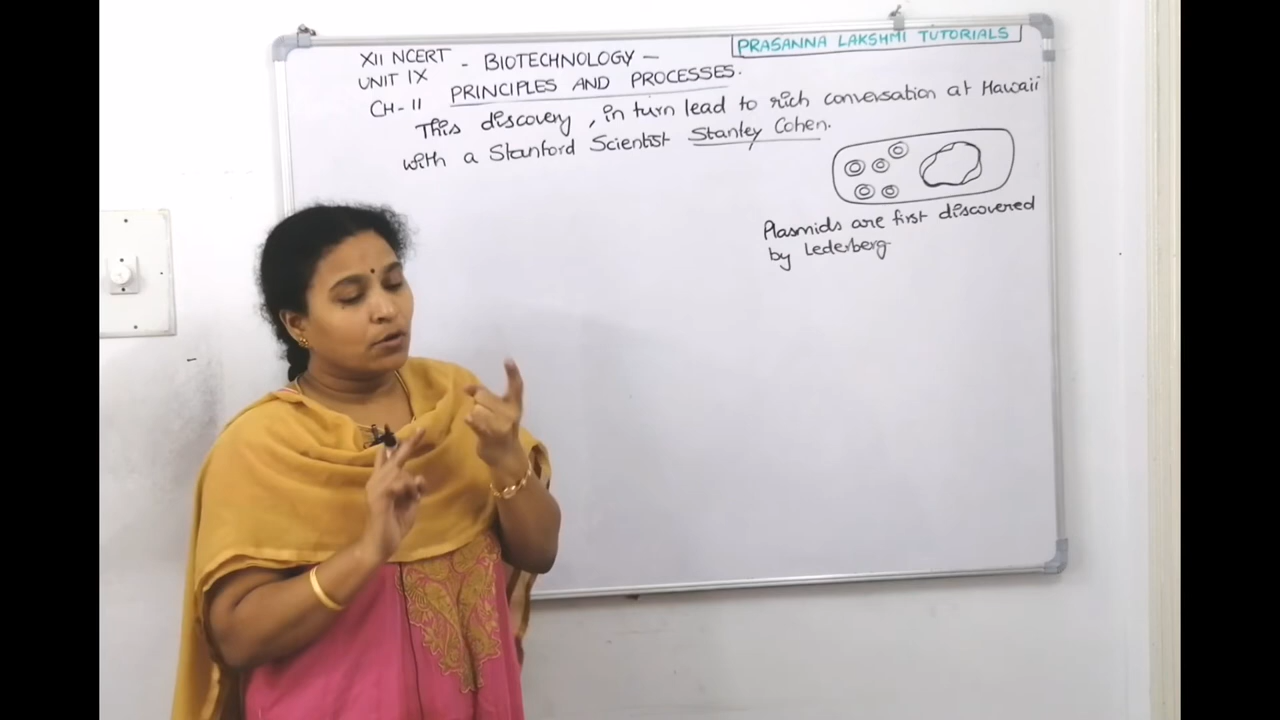 PRASANNA LAKSHMI TUTORIALS
XII NCERT - BIOTECHNOLOGY -
UNIT IX
CH-11 PRINCIPLES AND PROCESSES.
This discovery, in turn lead to rich conversation at Hawaii
with a Stanford Scientist Stanley Cohen.
Plasmids are first discovered
by Lederberg